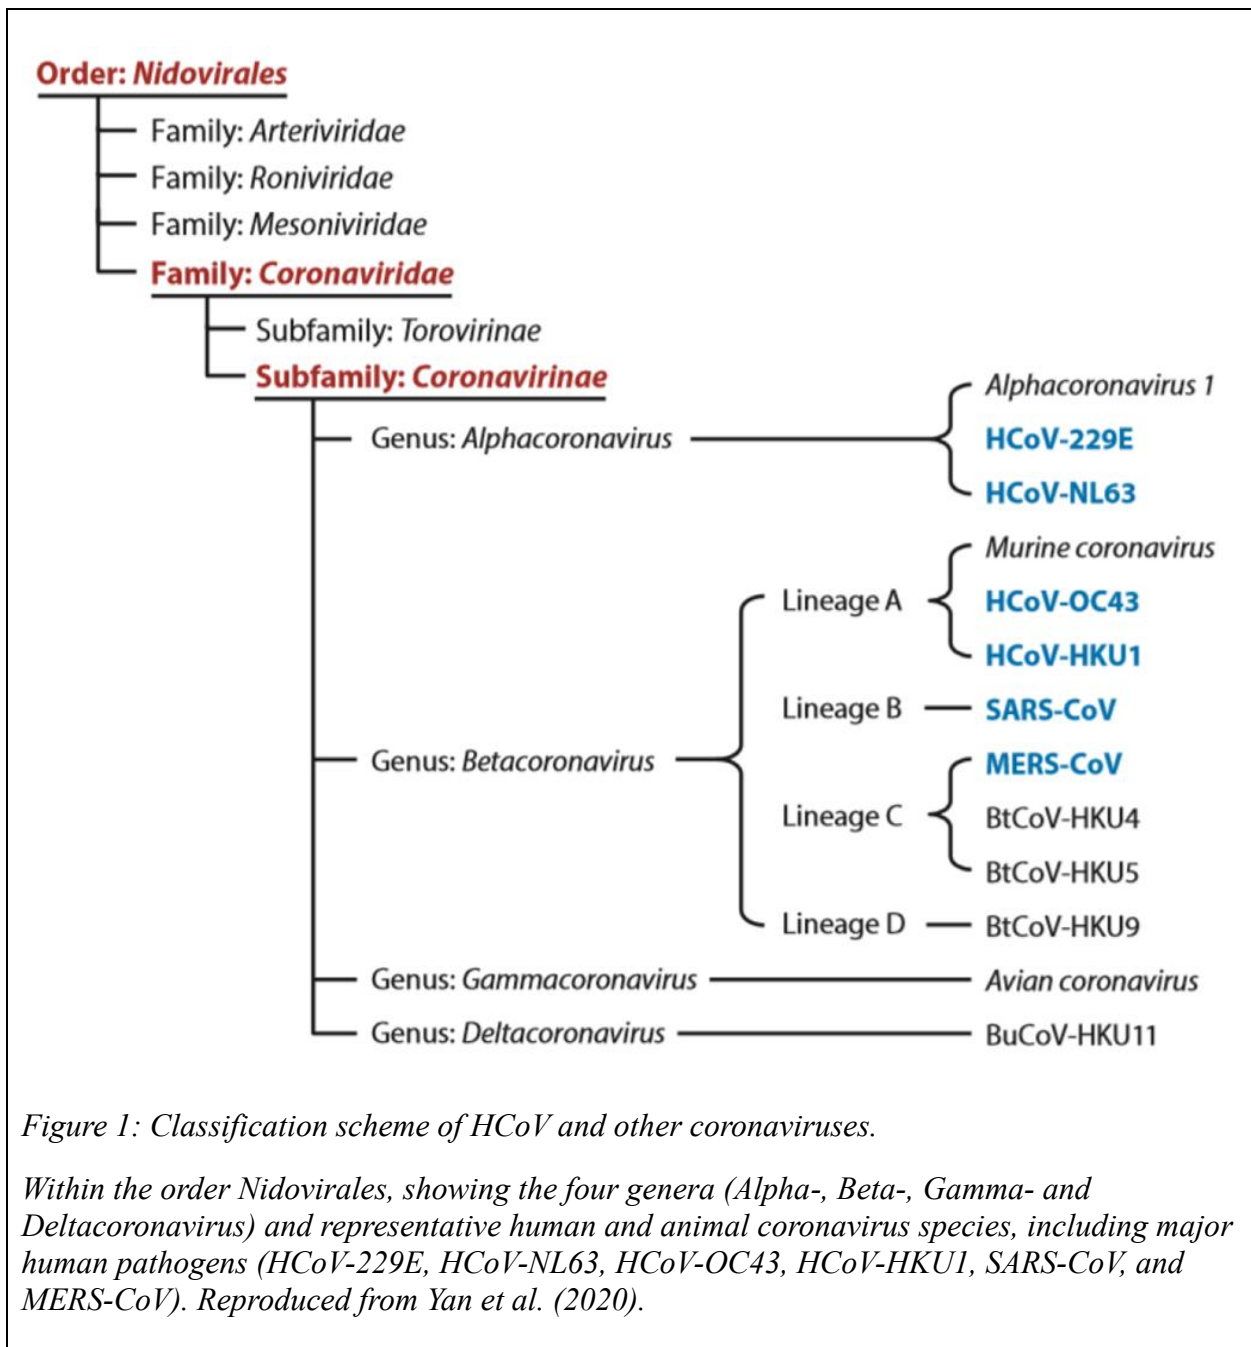 Order: Nidovirales
Family: Arteriviridae
Family: Roniviridae
Family: Mesoniviridae
Family: Coronaviridae
Subfamily: Torovirinae
Subfamily: Coronavirinae
Genus: Alphacoronavirus
Alphacoronavirus 1
HCoV-229E
HCoV-NL63
Genus: Betacoronavirus
Lineage A
Murine coronavirus
HCoV-OC43
HCoV-HKU1
Lineage B
SARS-CoV
Lineage C
MERS-CoV
BtCoV-HKU4
BtCoV-HKU5
Lineage D
BtCoV-HKU9
Genus: Gammacoronavirus
Avian coronavirus
Genus: Deltacoronavirus
BuCoV-HKU11
Figure 1: Classification scheme of HCoV and other coronaviruses.
Within the order Nidovirales, showing the four genera (Alpha-, Beta-, Gamma- and
Deltacoronavirus) and representative human and animal coronavirus species, including major
human pathogens (HCoV-229E, HCoV-NL63, HCoV-OC43, HCoV-HKU1, SARS-CoV, and
MERS-CoV). Reproduced from Yan et al. (2020).